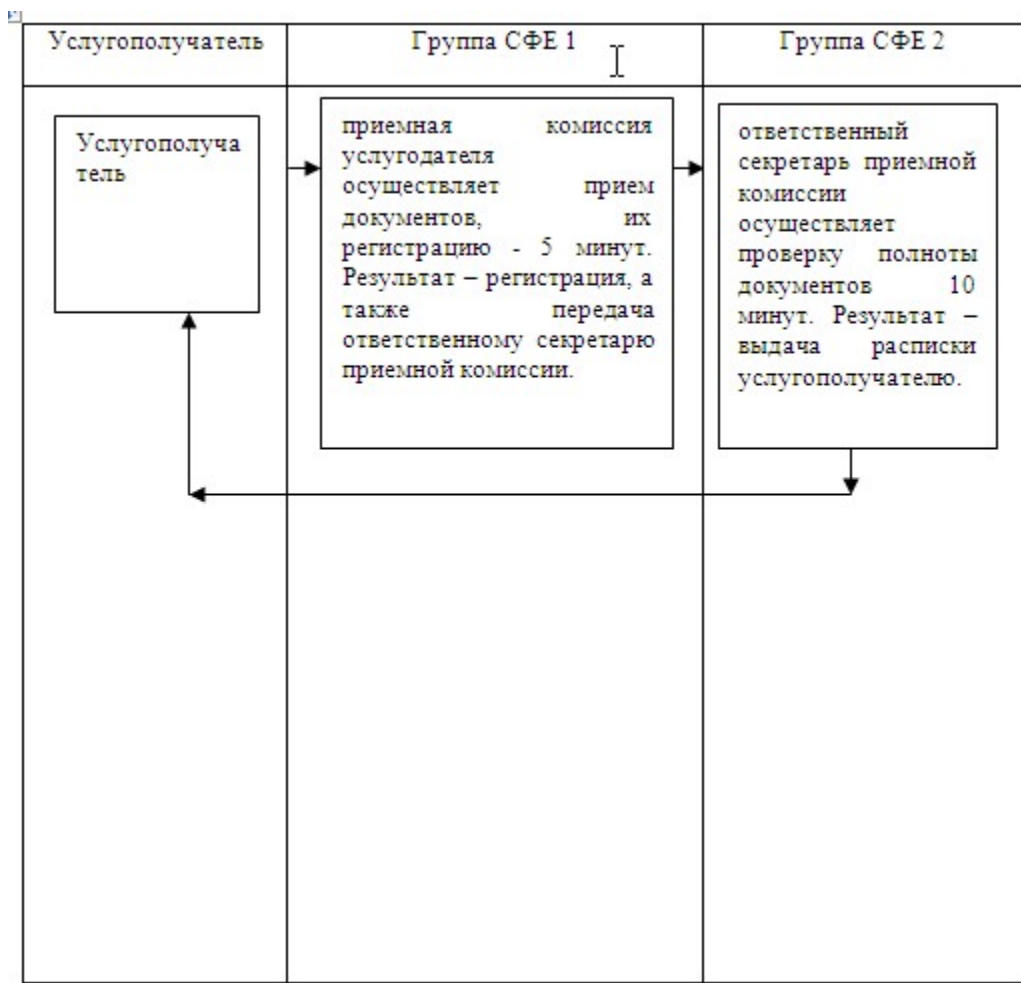 Услугополучатель
Группа СФЕ 1
Группа СФЕ 2
Услугополуча
тель
приемная комиссия
услугодателя
осуществляет прием
документов, их
регистрацию - 5 минут.
Результат – регистрация, а
также передача
ответственному секретарю
приемной комиссии.
ответственный
секретарь приемной
комиссии
осуществляет
проверку полноты
документов 10
минут. Результат –
выдача расписки
услугополучателю.